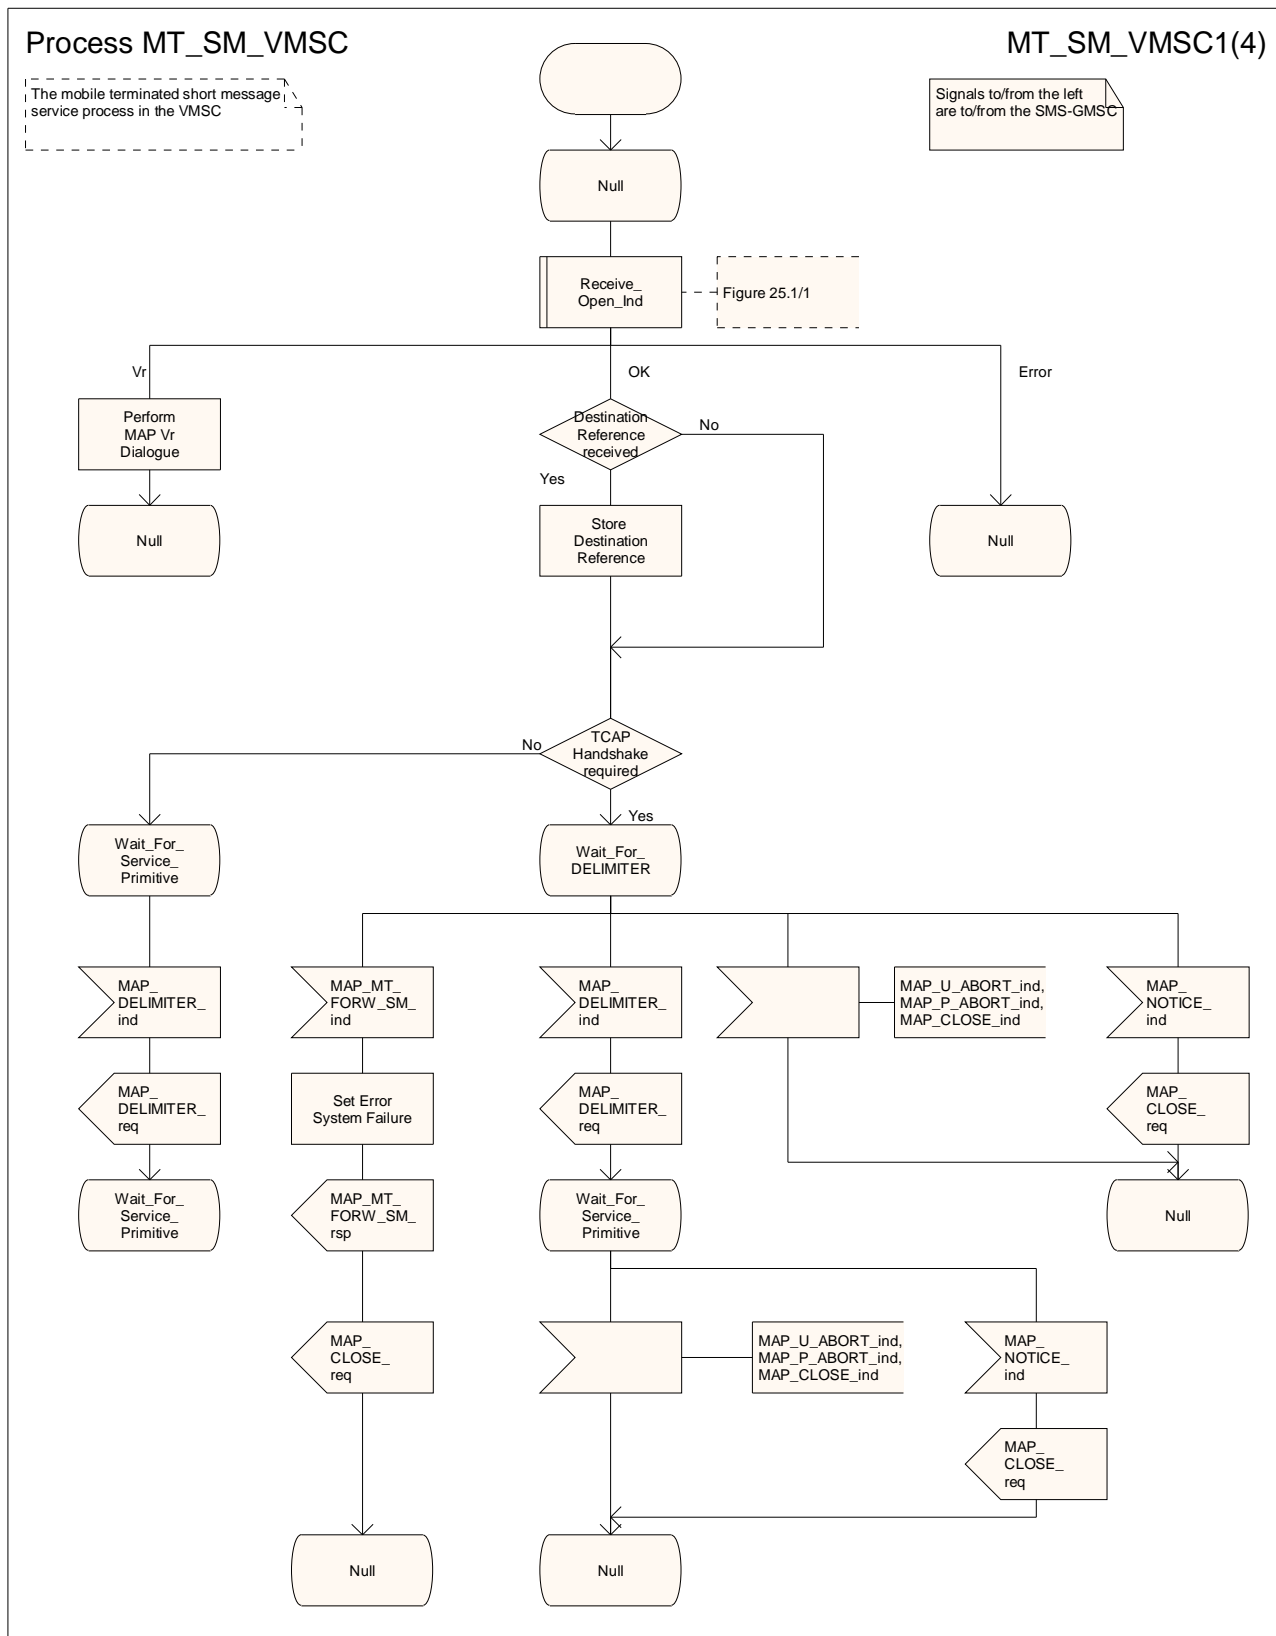 Process MT_SM_VMSC
MT_SM_VMSC1(4)
The mobile terminated short message
service process in the VMSC
Signals to/from the left
are to/from the SMS-GMSC
Null
Receive_
Open_Ind
Figure 25.1/1
Vr
OK
Error
Perform
MAP Vr
Dialogue
Destination
Reference
received
No
Yes
Null
Store
Destination
Reference
Null
TCAP
Handshake
required
No
Yes
Wait_For_
Service_
Primitive
Wait_For_
DELIMITER
MAP_
DELIMITER_
ind
MAP_MT_
FORW_SM_
ind
MAP_
DELIMITER_
ind
MAP_U_ABORT_ind,
MAP_P_ABORT_ind,
MAP_CLOSE_ind
MAP_
NOTICE_
ind
MAP_
DELIMITER_
req
Set Error
System Failure
MAP_
DELIMITER_
req
MAP_
CLOSE_
req
Wait_For_
Service_
Primitive
MAP_MT_
FORW_SM_
rsp
Wait_For_
Service_
Primitive
Null
MAP_
CLOSE_
req
MAP_U_ABORT_ind,
MAP_P_ABORT_ind,
MAP_CLOSE_ind
MAP_
NOTICE_
ind
MAP_
CLOSE_
req
Null
Null